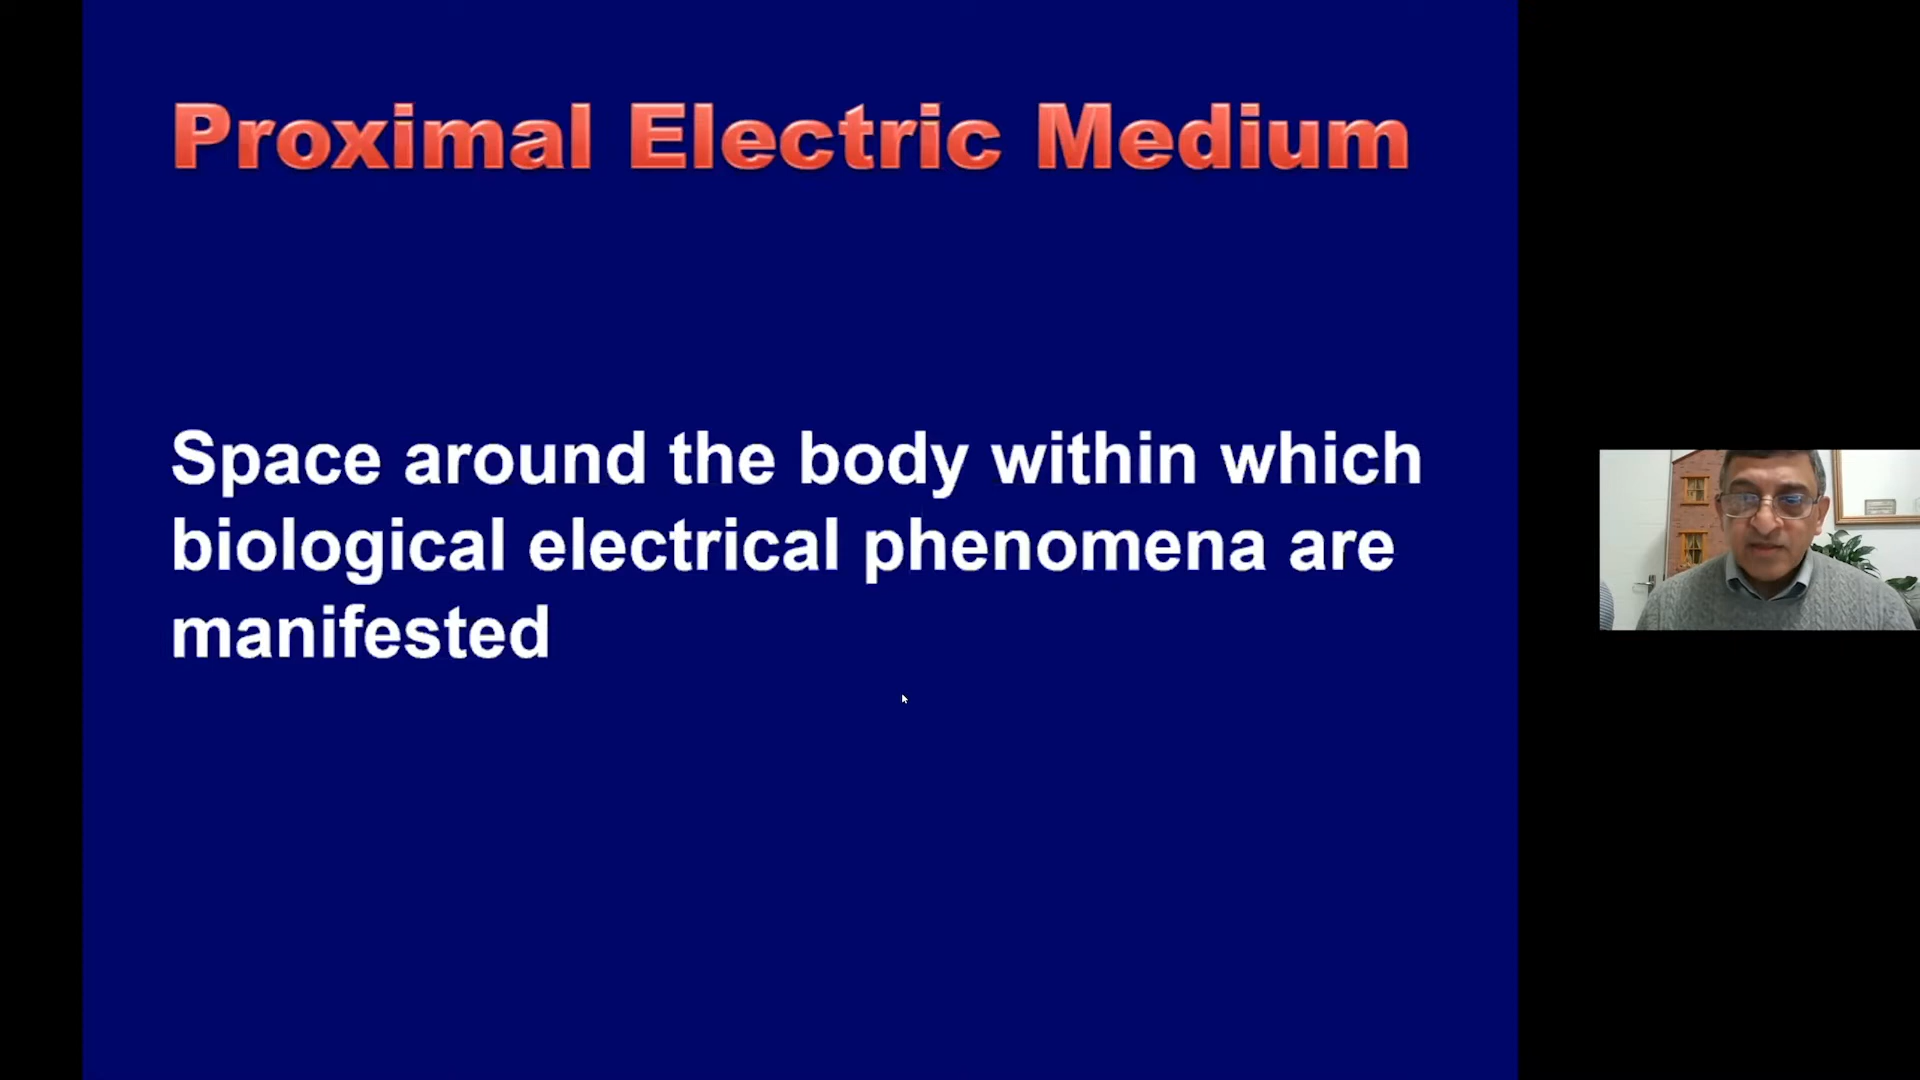 Proximal Electric Medium
Space around the body within which
biological electrical phenomena are
manifested